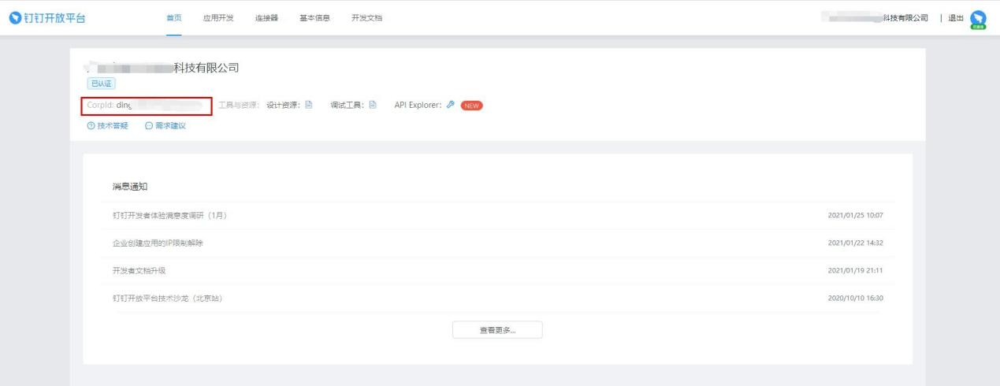 钉钉开放平台 首页 应用开发 连接器 基本信息 开发文档 科技有限公司 | 退出
科技有限公司
已认证
CorpId: ding 工具与资源: 设计资源: 调试工具: API Explorer: NEW
技术答疑 需求建议
消息通知
钉钉开发者体验满意度调研（1月） 2021/01/25 10:07
企业创建应用的IP限制解除 2021/01/22 14:32
开发者文档升级 2021/01/19 21:11
钉钉开放平台技术沙龙（北京站） 2020/10/10 16:30
查看更多...